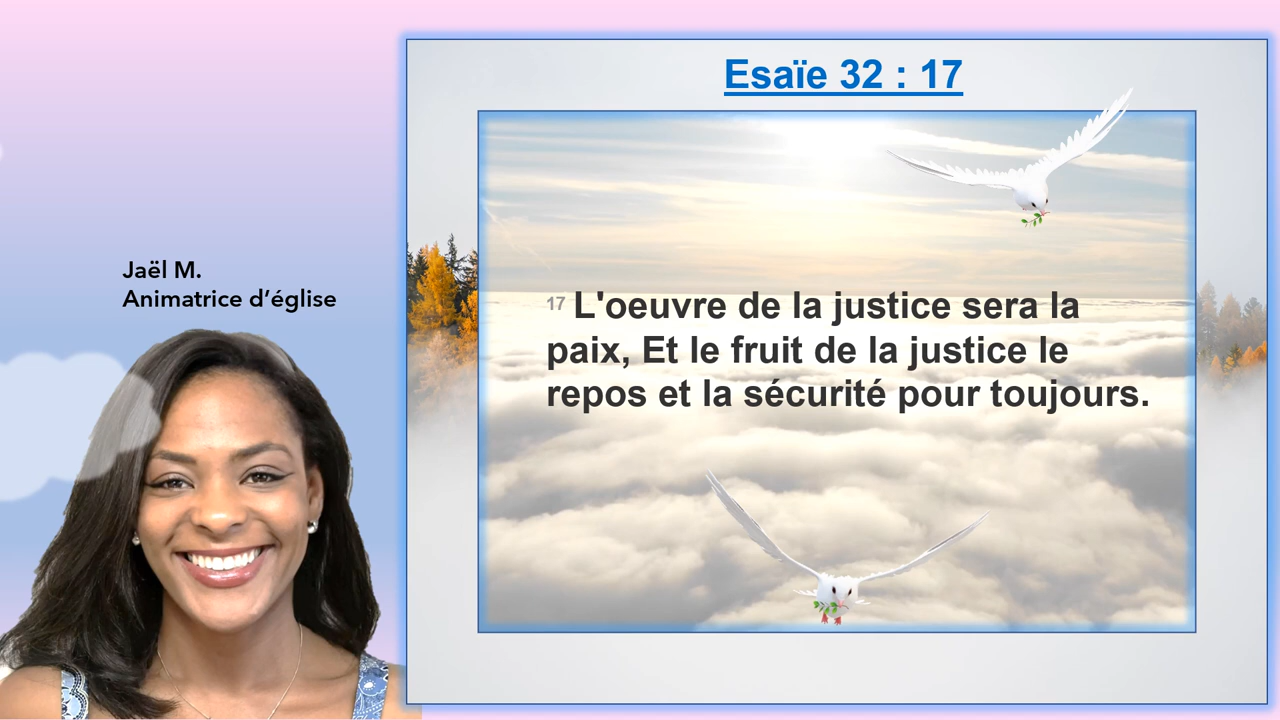 Esaïe 32 : 17
Jaël M.
Animatrice d’église
17 L'oeuvre de la justice sera la
paix, Et le fruit de la justice le
repos et la sécurité pour toujours.